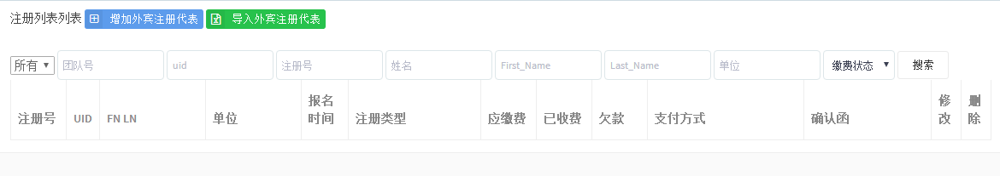 注册列表列表 增加外宾注册代表 导入外宾注册代表
所有 团队号 uid 注册号 姓名 First_Name Last_Name 单位 缴费状态 搜索
注册号 UID FN LN 单位 报名时间 注册类型 应缴费 已收费 欠款 支付方式 确认函 修改 删除